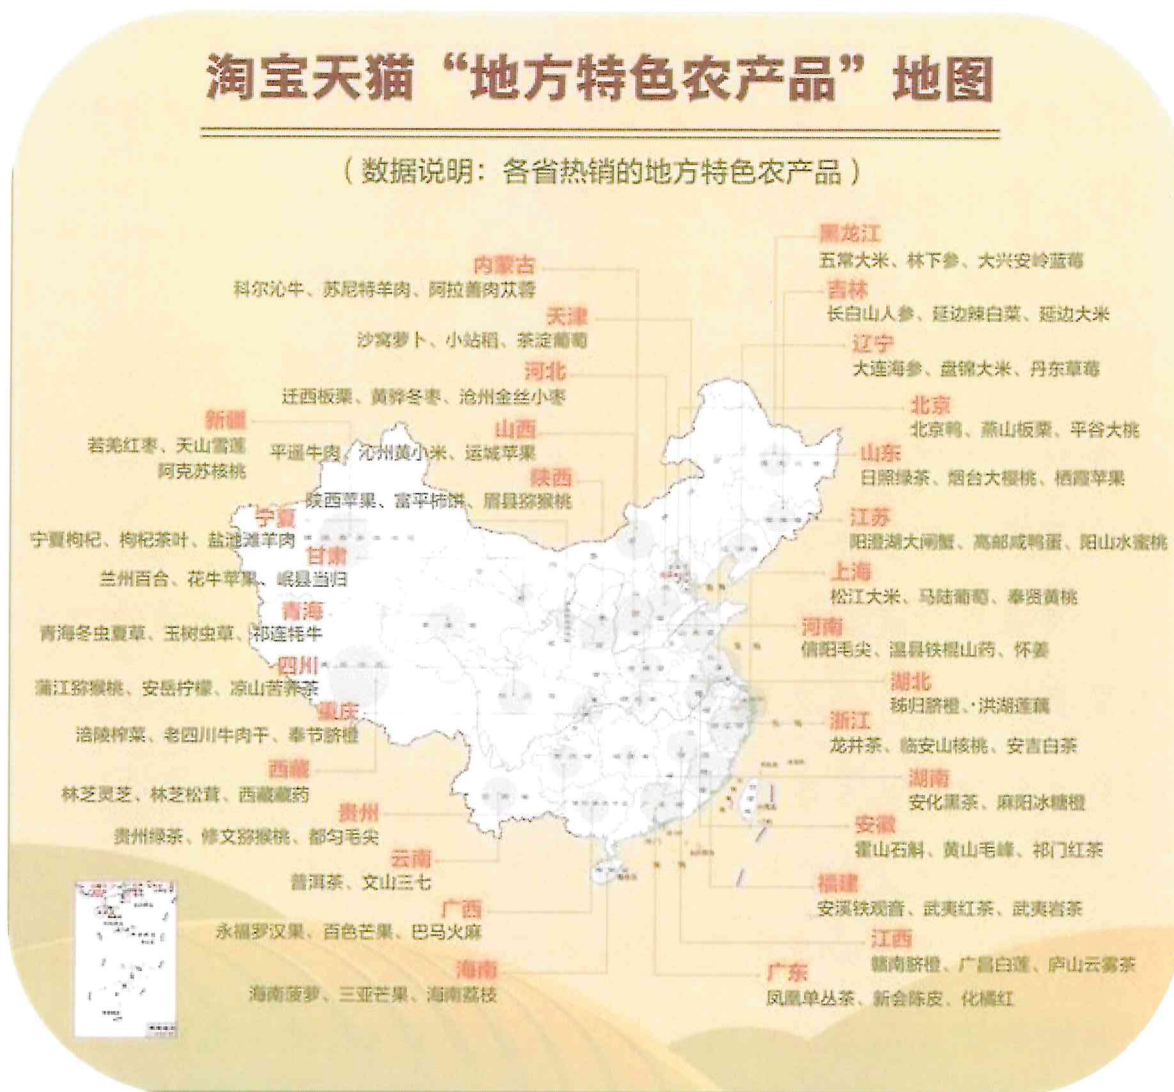 淘宝天猫“地方特色农产品”地图
（数据说明：各省热销的地方特色农产品）
内蒙古
科尔沁牛、苏尼特羊肉、阿拉善肉苁蓉
天津
沙窝萝卜、小站稻、茶淀葡萄
河北
迁西板栗、黄骅冬枣、沧州金丝小枣
新疆
若羌红枣、天山雪莲
阿克苏核桃
山西
平遥牛肉、沁州黄小米、运城苹果
陕西
陕西苹果、富平柿饼、眉县猕猴桃
宁夏
宁夏枸杞、枸杞茶叶、盐池滩羊肉
甘肃
兰州百合、花牛苹果、岷县当归
青海
青海冬虫夏草、玉树虫草、祁连牦牛
四川
蒲江猕猴桃、安岳柠檬、凉山苦荞茶
重庆
涪陵榨菜、老四川牛肉干、奉节脐橙
西藏
林芝灵芝、林芝松茸、西藏藏药
贵州
贵州绿茶、修文猕猴桃、都匀毛尖
云南
普洱茶、文山三七
广西
永福罗汉果、百色芒果、巴马火麻
海南
海南菠萝、三亚芒果、海南荔枝
黑龙江
五常大米、林下参、大兴安岭蓝莓
吉林
长白山人参、延边辣白菜、延边大米
辽宁
大连海参、盘锦大米、丹东草莓
北京
北京鸭、燕山板栗、平谷大桃
山东
日照绿茶、烟台大樱桃、栖霞苹果
江苏
阳澄湖大闸蟹、高邮咸鸭蛋、阳山水蜜桃
上海
松江大米、马陆葡萄、奉贤黄桃
河南
信阳毛尖、温县铁棍山药、怀姜
湖北
秭归脐橙、洪湖莲藕
浙江
龙井茶、临安山核桃、安吉白茶
湖南
安化黑茶、麻阳冰糖橙
安徽
霍山石斛、黄山毛峰、祁门红茶
福建
安溪铁观音、武夷红茶、武夷岩茶
江西
赣南脐橙、广昌白莲、庐山云雾茶
广东
凤凰单丛茶、新会陈皮、化橘红